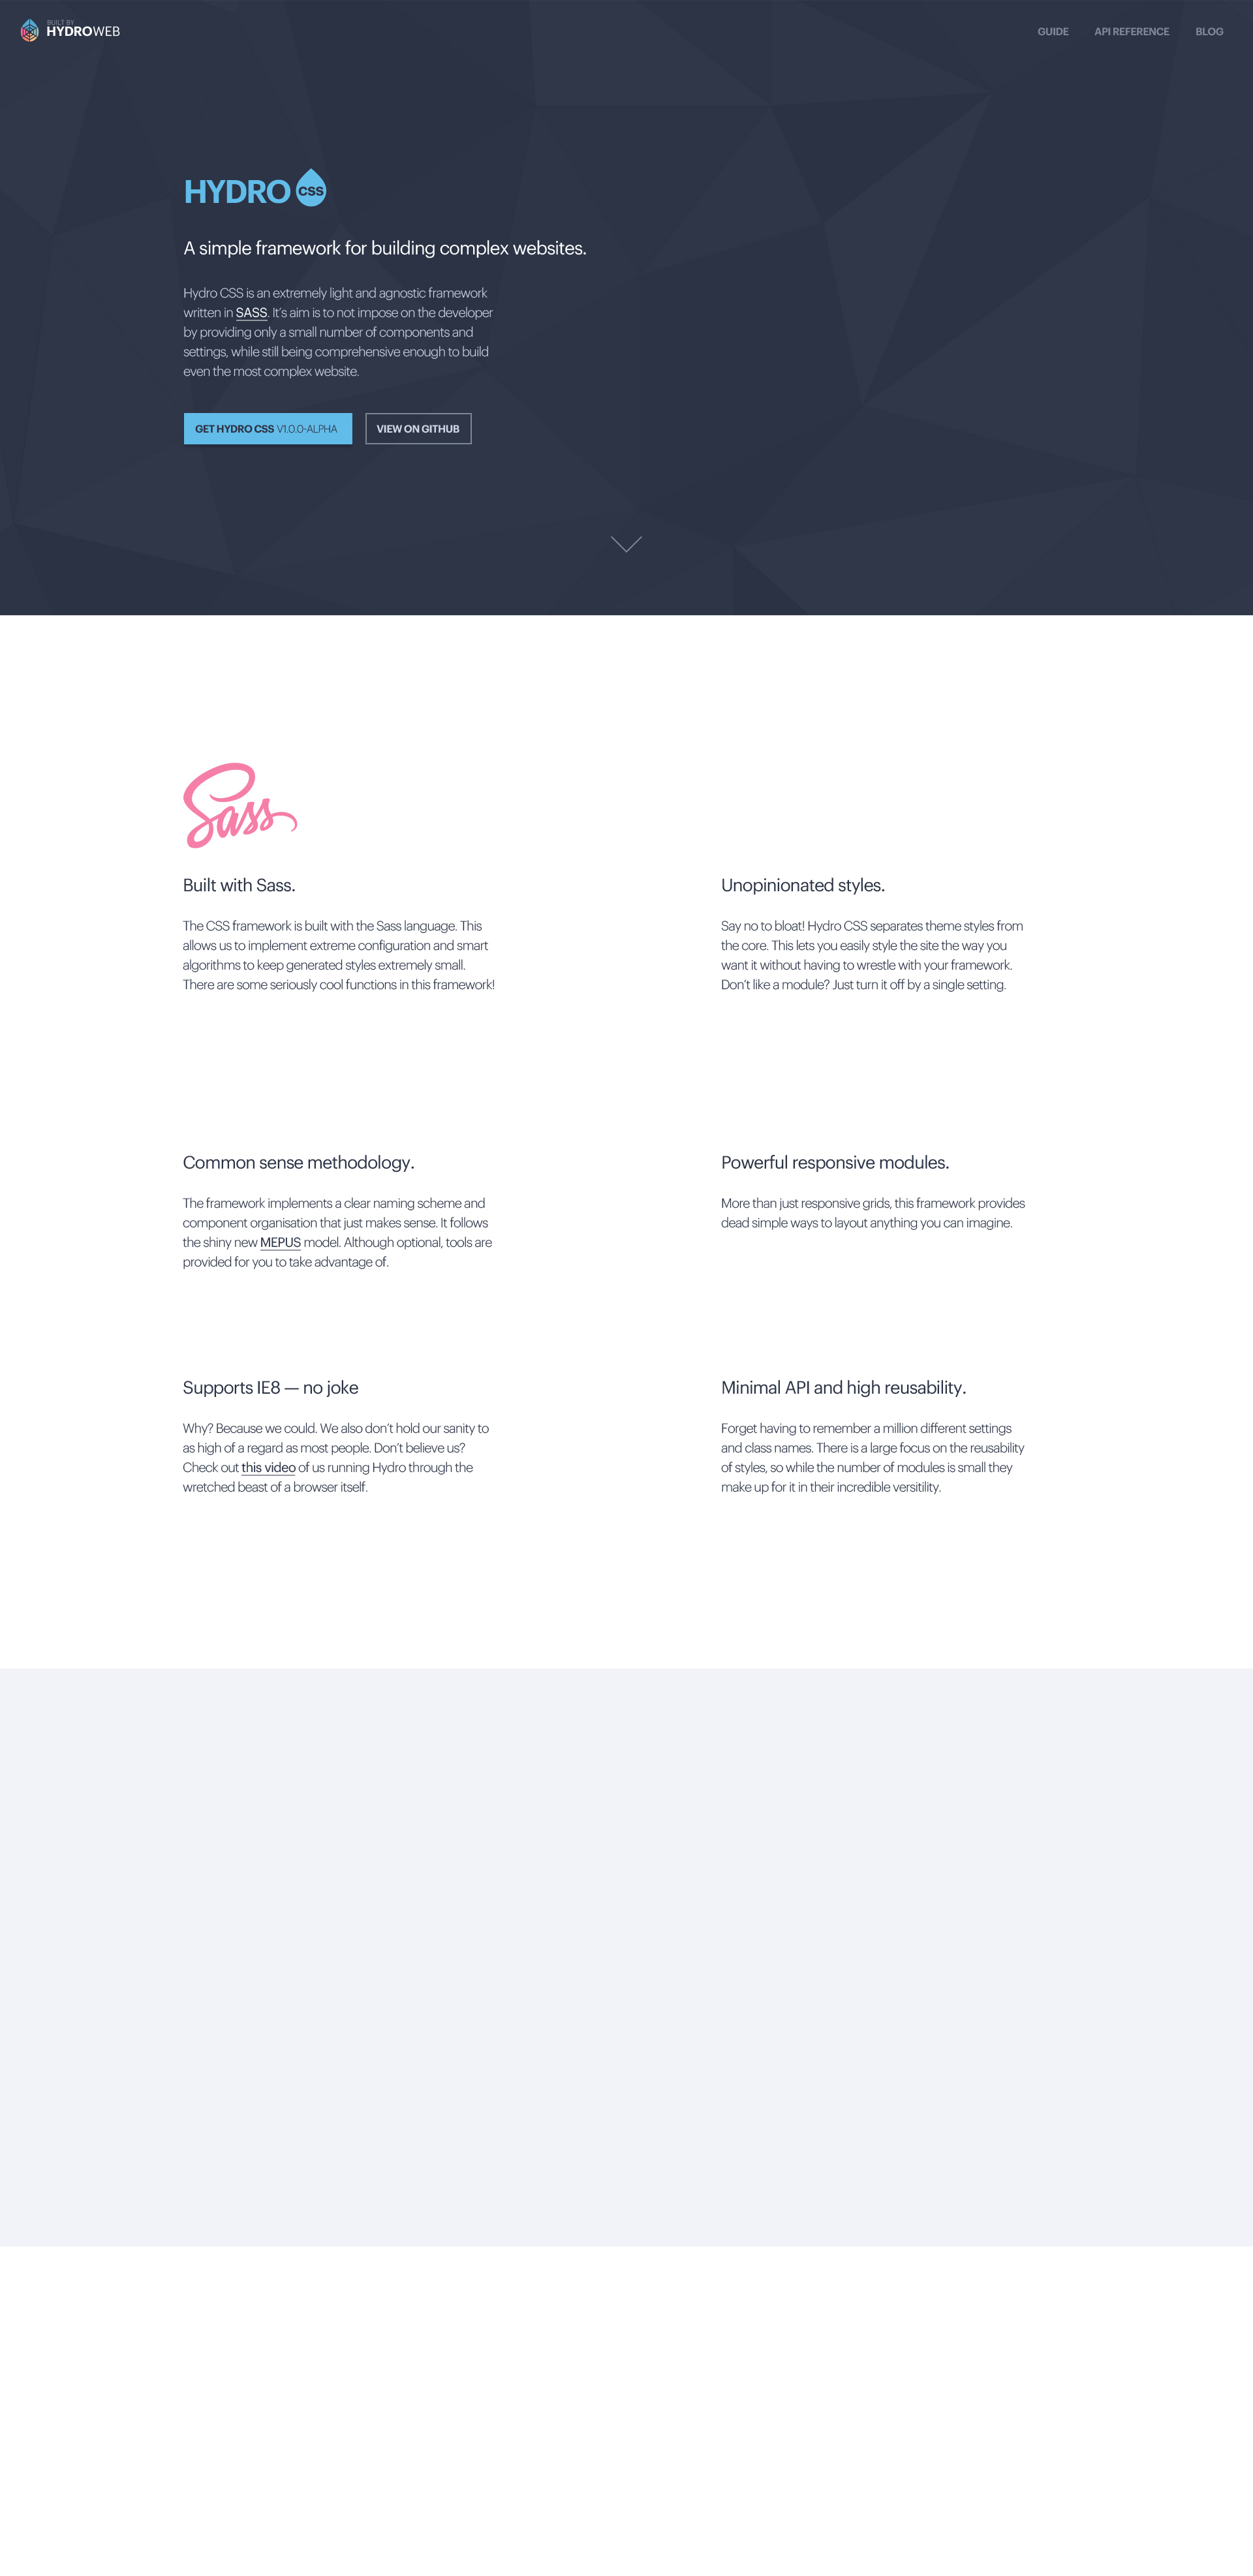 BUILT BY
HYDROWEB
GUIDE
API REFERENCE
BLOG
HYDRO CSS
A simple framework for building complex websites.
Hydro CSS is an extremely light and agnostic framework
written in SASS. It’s aim is to not impose on the developer
by providing only a small number of components and
settings, while still being comprehensive enough to build
even the most complex website.
GET HYDRO CSS V1.0.0-ALPHA
VIEW ON GITHUB
Sass
Built with Sass.
The CSS framework is built with the Sass language. This
allows us to implement extreme configuration and smart
algorithms to keep generated styles extremely small.
There are some seriously cool functions in this framework!
Unopinionated styles.
Say no to bloat! Hydro CSS separates theme styles from
the core. This lets you easily style the site the way you
want it without having to wrestle with your framework.
Don’t like a module? Just turn it off by a single setting.
Common sense methodology.
The framework implements a clear naming scheme and
component organisation that just makes sense. It follows
the shiny new MEPUS model. Although optional, tools are
provided for you to take advantage of.
Powerful responsive modules.
More than just responsive grids, this framework provides
dead simple ways to layout anything you can imagine.
Supports IE8 — no joke
Why? Because we could. We also don’t hold our sanity to
as high of a regard as most people. Don’t believe us?
Check out this video of us running Hydro through the
wretched beast of a browser itself.
Minimal API and high reusability.
Forget having to remember a million different settings
and class names. There is a large focus on the reusability
of styles, so while the number of modules is small they
make up for it in their incredible versitility.